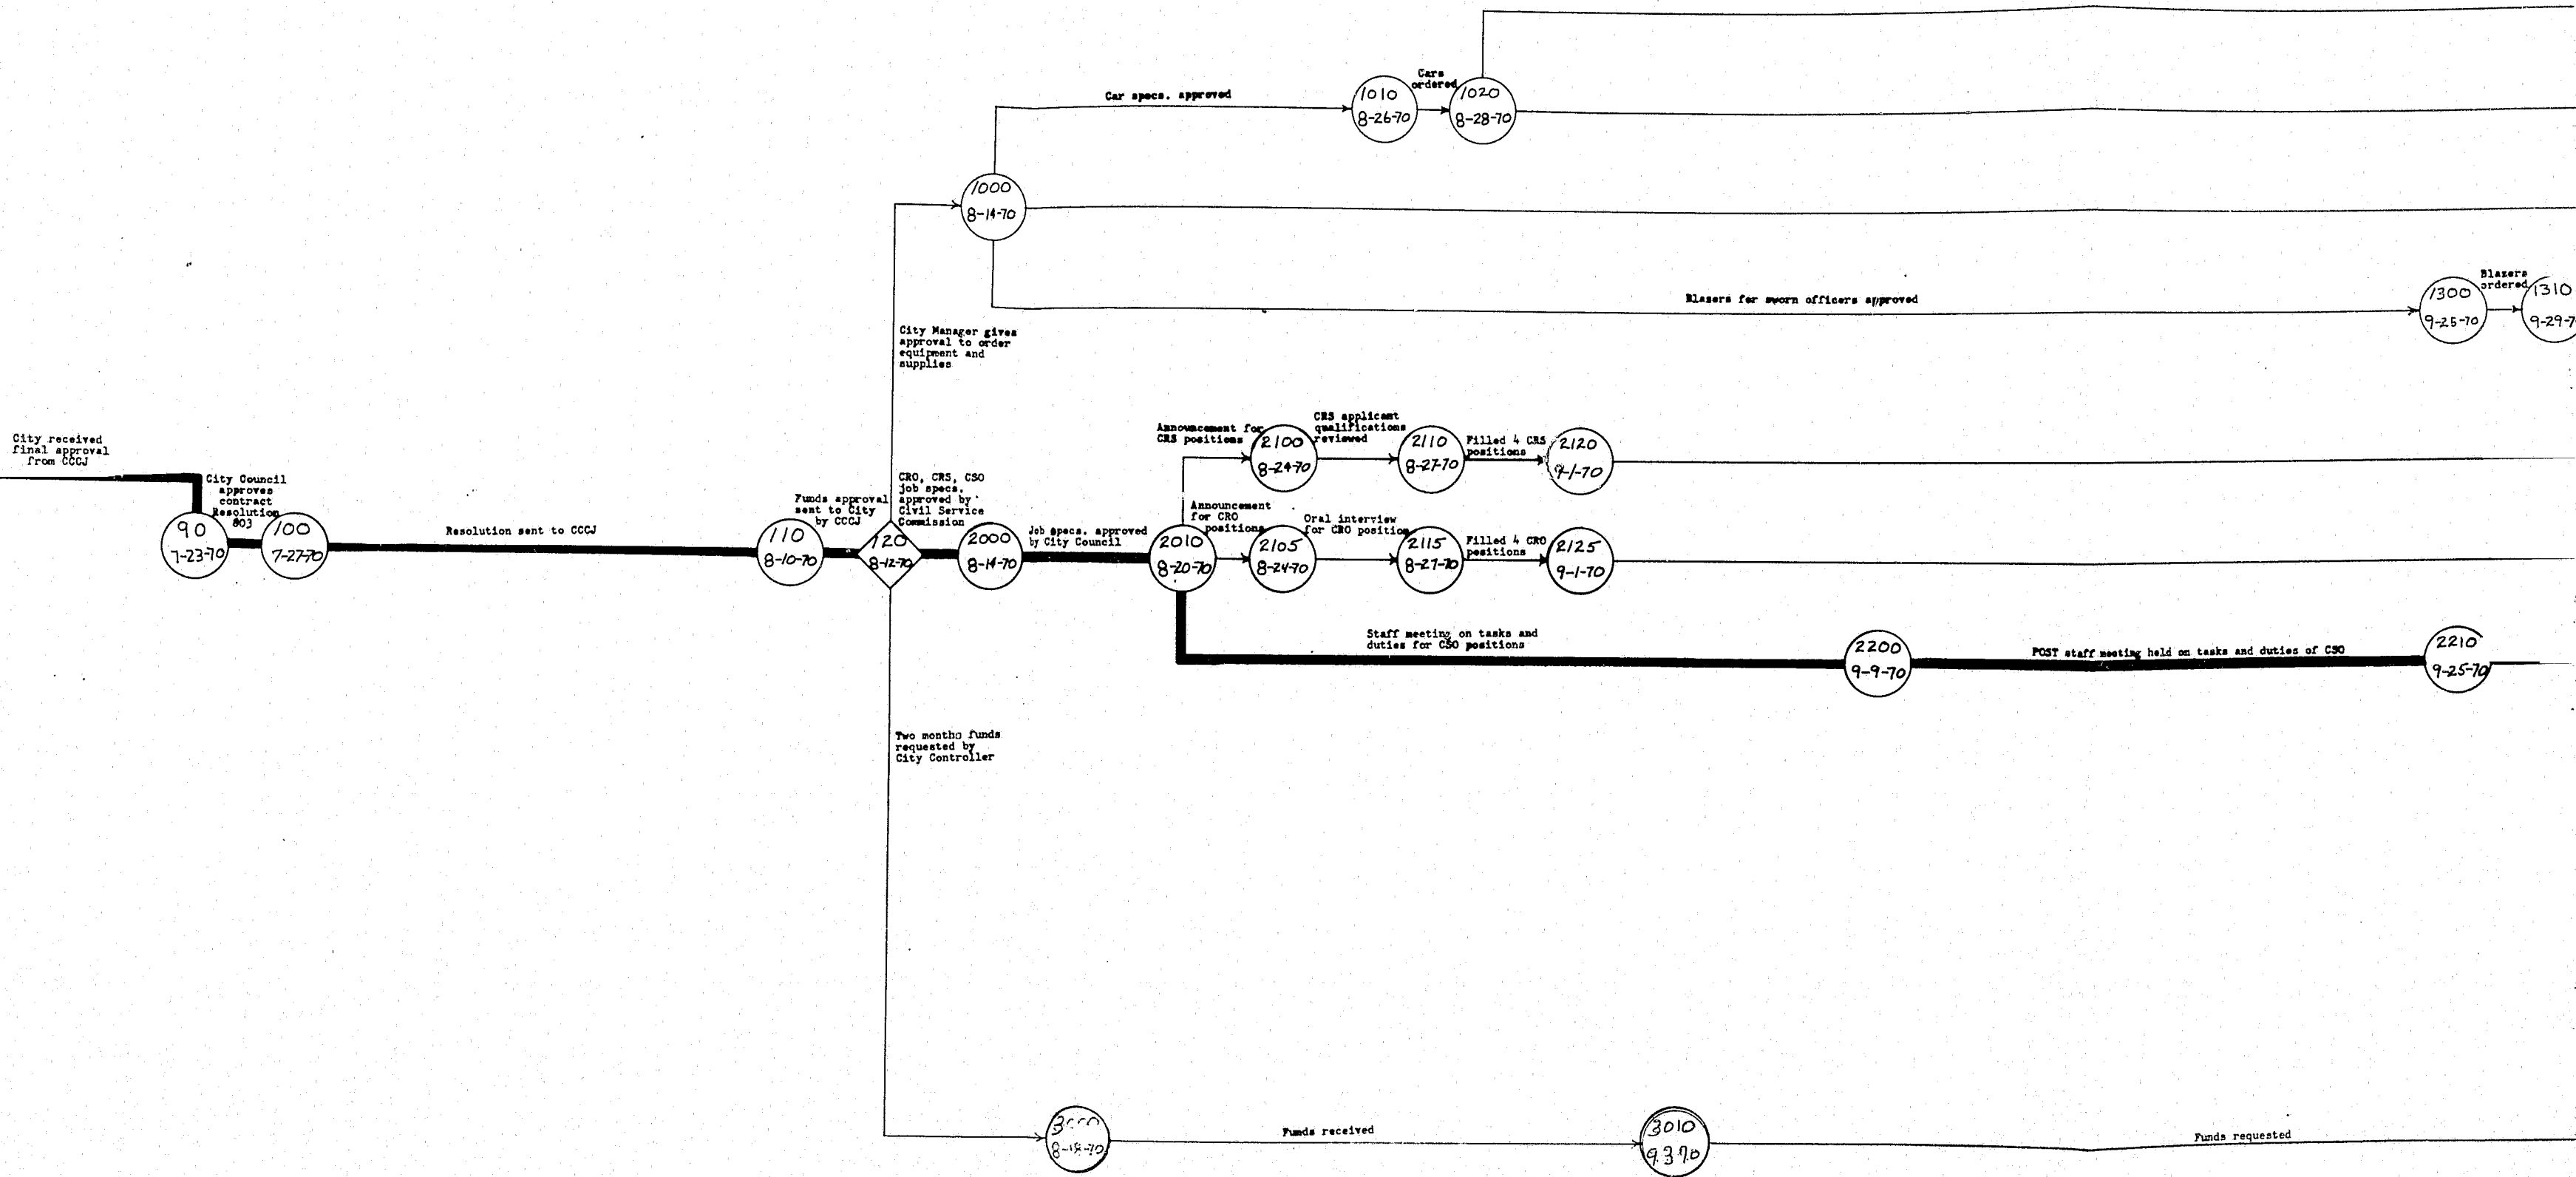 Cars
ordered
1010
8-26-70
1020
8-28-70
Car specs. approved
1000
8-14-70
Blazers
ordered
1300
9-25-70
1310
9-29-7
Blazers for sworn officers approved
City Manager gives
approval to order
equipment and
supplies
City received
final approval
from CCCJ
City Council
approves
contract
Resolution
803
90
7-23-70
100
7-27-70
Resolution sent to CCCJ
Funds approval
sent to City
by CCCJ
110
8-10-70
120
8-12-70
CRO, CRS, CSO
job specs.
approved by
Civil Service
Commission
2000
8-14-70
Job specs. approved
by City Council
2010
8-20-70
Announcement for
CRS positions
2100
8-24-70
CRS applicant
qualifications
reviewed
2110
8-27-70
Filled 4 CRS
positions
2120
9-1-70
Announcement
for CRO
positions
2105
8-24-70
Oral interview
for CRO position
2115
8-27-70
Filled 4 CRO
positions
2125
9-1-70
Staff meeting on tasks and
duties for CSO positions
2200
9-9-70
POST staff meeting held on tasks and duties of CSO
2210
9-25-70
Two months funds
requested by
City Controller
8-18-70
Funds received
3010
9-3-70
Funds requested